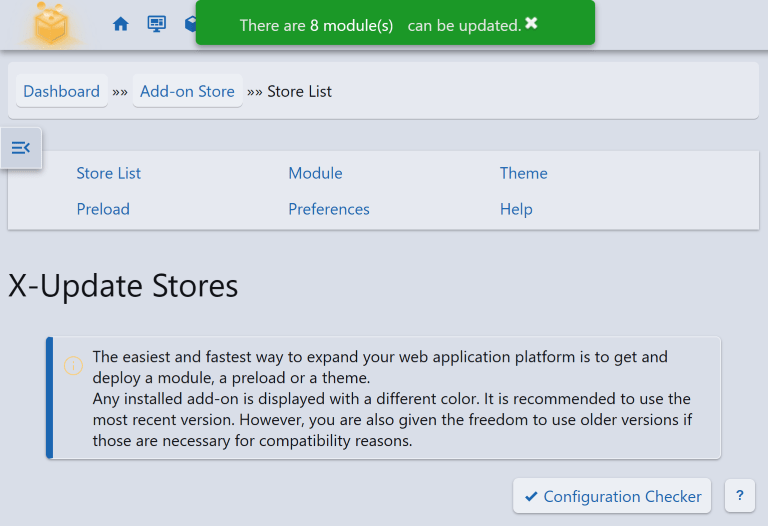 There are 8 module(s) can be updated. ✖
Dashboard »» Add-on Store »» Store List
Store List Module Theme
Preload Preferences Help
X-Update Stores
The easiest and fastest way to expand your web application platform is to get and
deploy a module, a preload or a theme.
Any installed add-on is displayed with a different color. It is recommended to use the
most recent version. However, you are also given the freedom to use older versions if
those are necessary for compatibility reasons.
✔ Configuration Checker ?